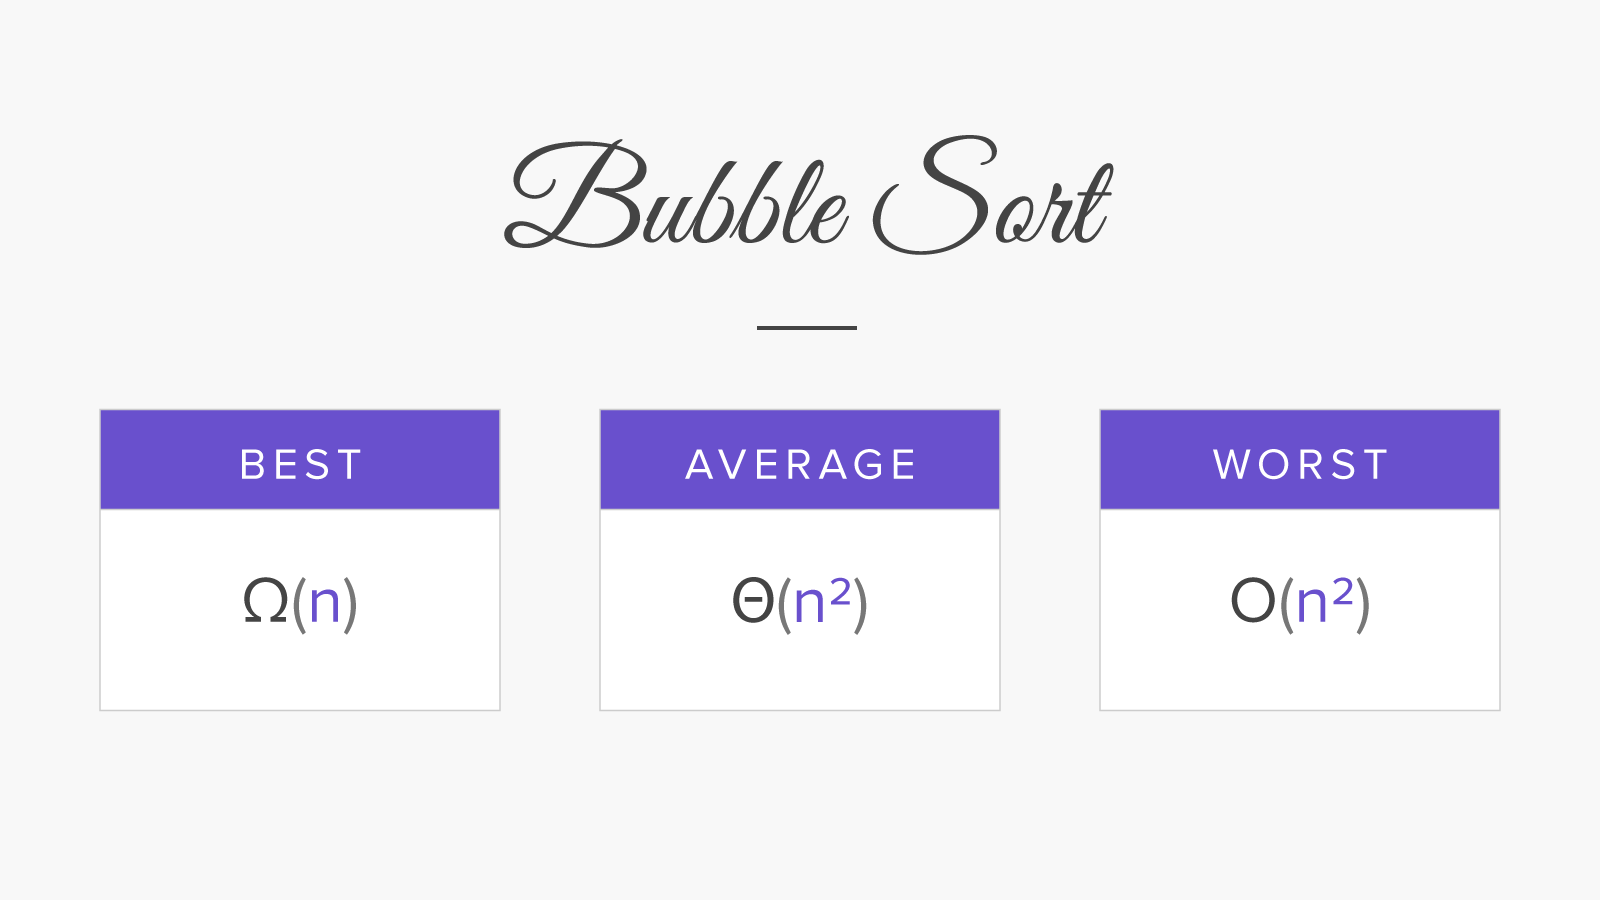 Bubble Sort
BEST
AVERAGE
WORST
Ω(n)
Θ(n²)
O(n²)